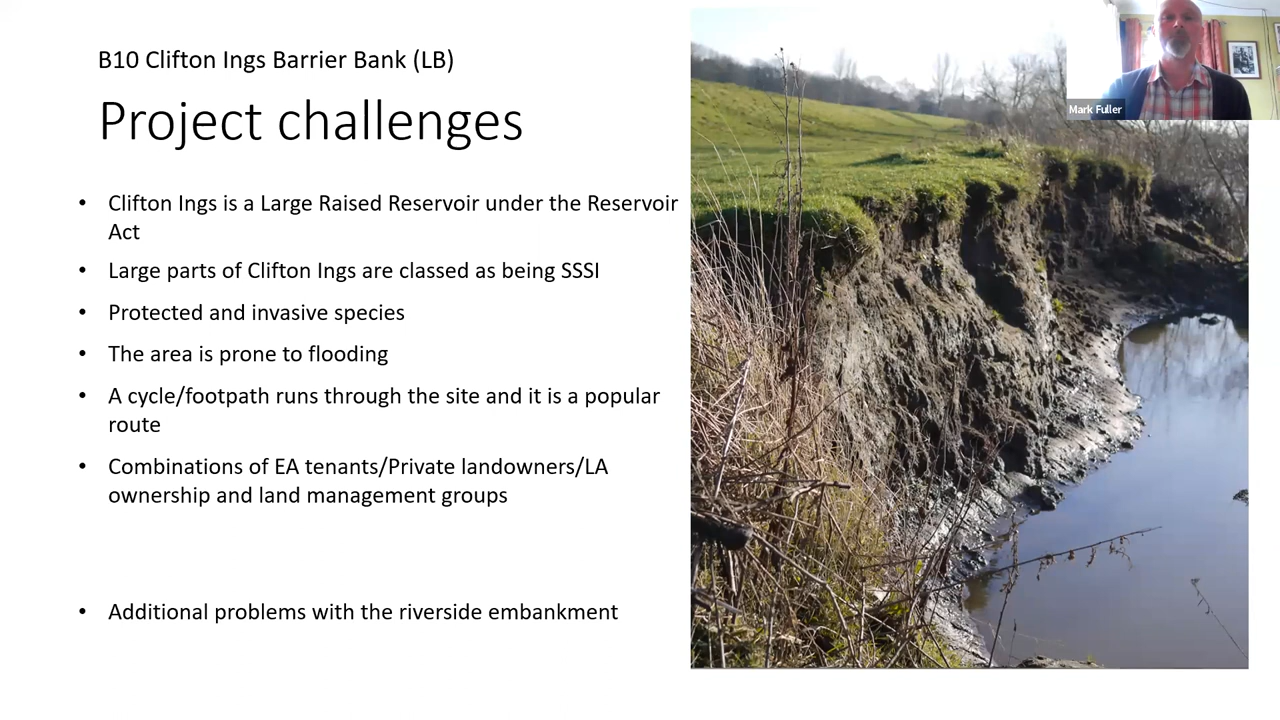 B10 Clifton Ings Barrier Bank (LB)
Project challenges
• Clifton Ings is a Large Raised Reservoir under the Reservoir
Act
• Large parts of Clifton Ings are classed as being SSSI
• Protected and invasive species
• The area is prone to flooding
• A cycle/footpath runs through the site and it is a popular
route
• Combinations of EA tenants/Private landowners/LA
ownership and land management groups
• Additional problems with the riverside embankment
Mark Fuller